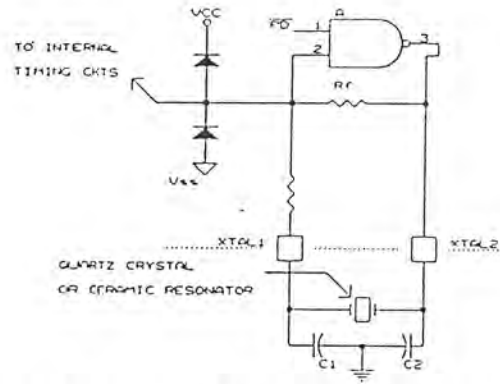 VCC
A
PD
1
3
2
TO INTERNAL
TIMING CKTS
Rf
Vss
XTAL1
XTAL2
QUARTZ CRYSTAL
OR CERAMIC RESONATOR
C1
C2